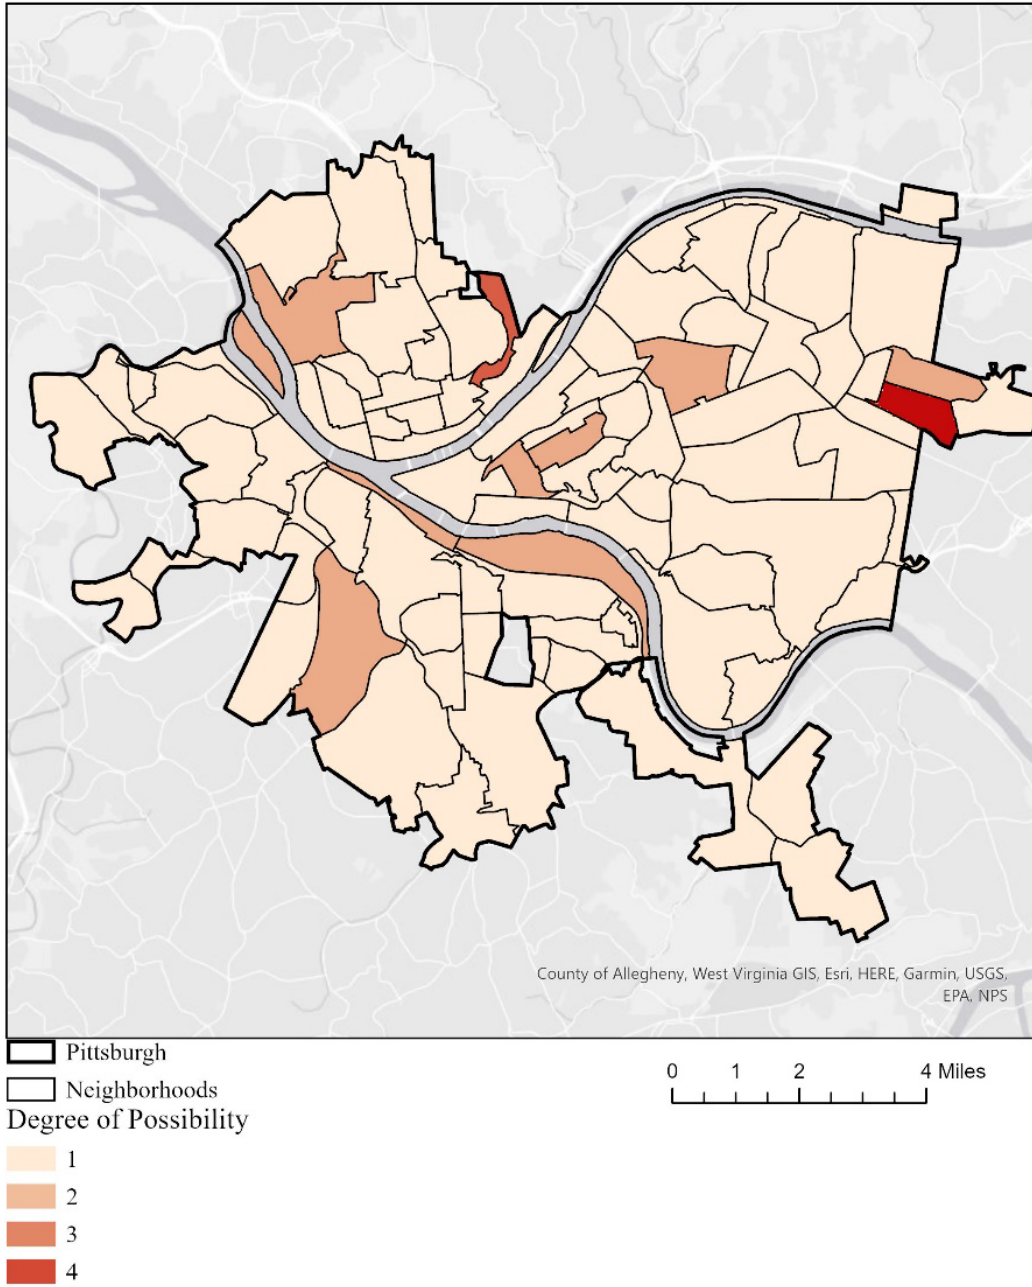 County of Allegheny, West Virginia GIS, Esri, HERE, Garmin, USGS,
EPA, NPS
Pittsburgh
Neighborhoods
Degree of Possibility
1
2
3
4
0 1 2 4 Miles